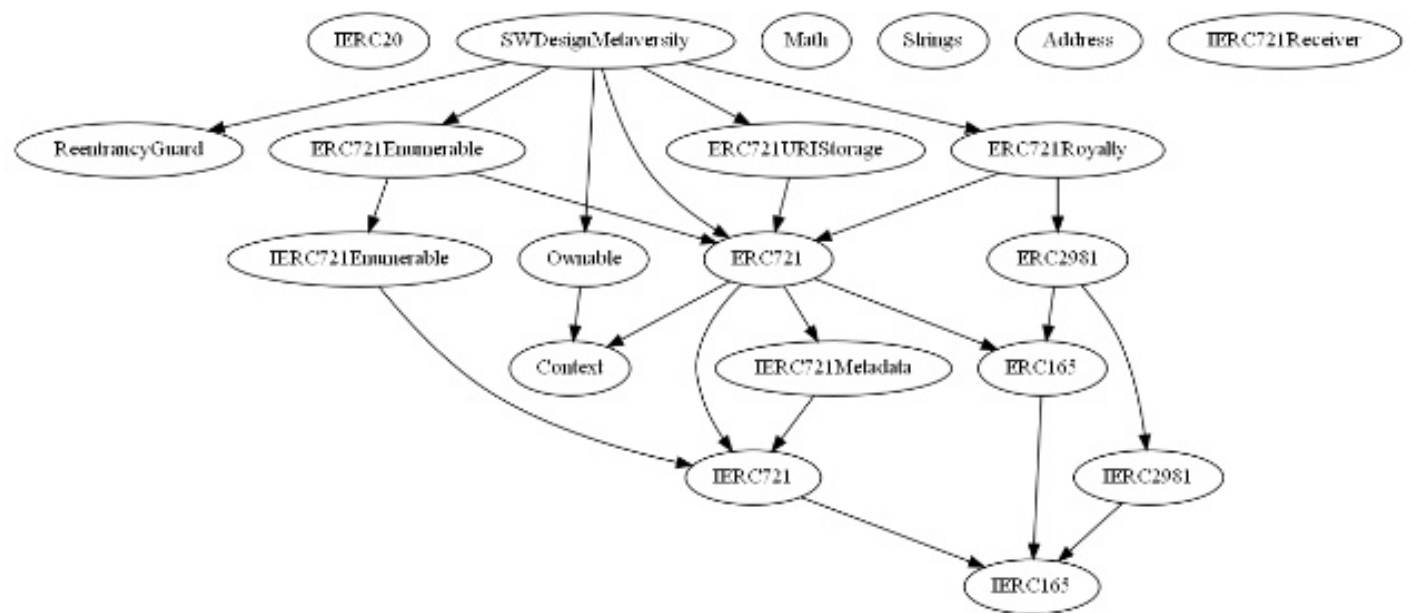 IERC20 SWDesignMetaversity Math Strings Address IERC721Receiver
ReentrancyGuard ERC721Enumerable ERC721URIStorage ERC721Royalty
IERC721Enumerable Ownable ERC721 ERC2981
Context IERC721Metadata ERC165
IERC721 IERC2981
IERC165